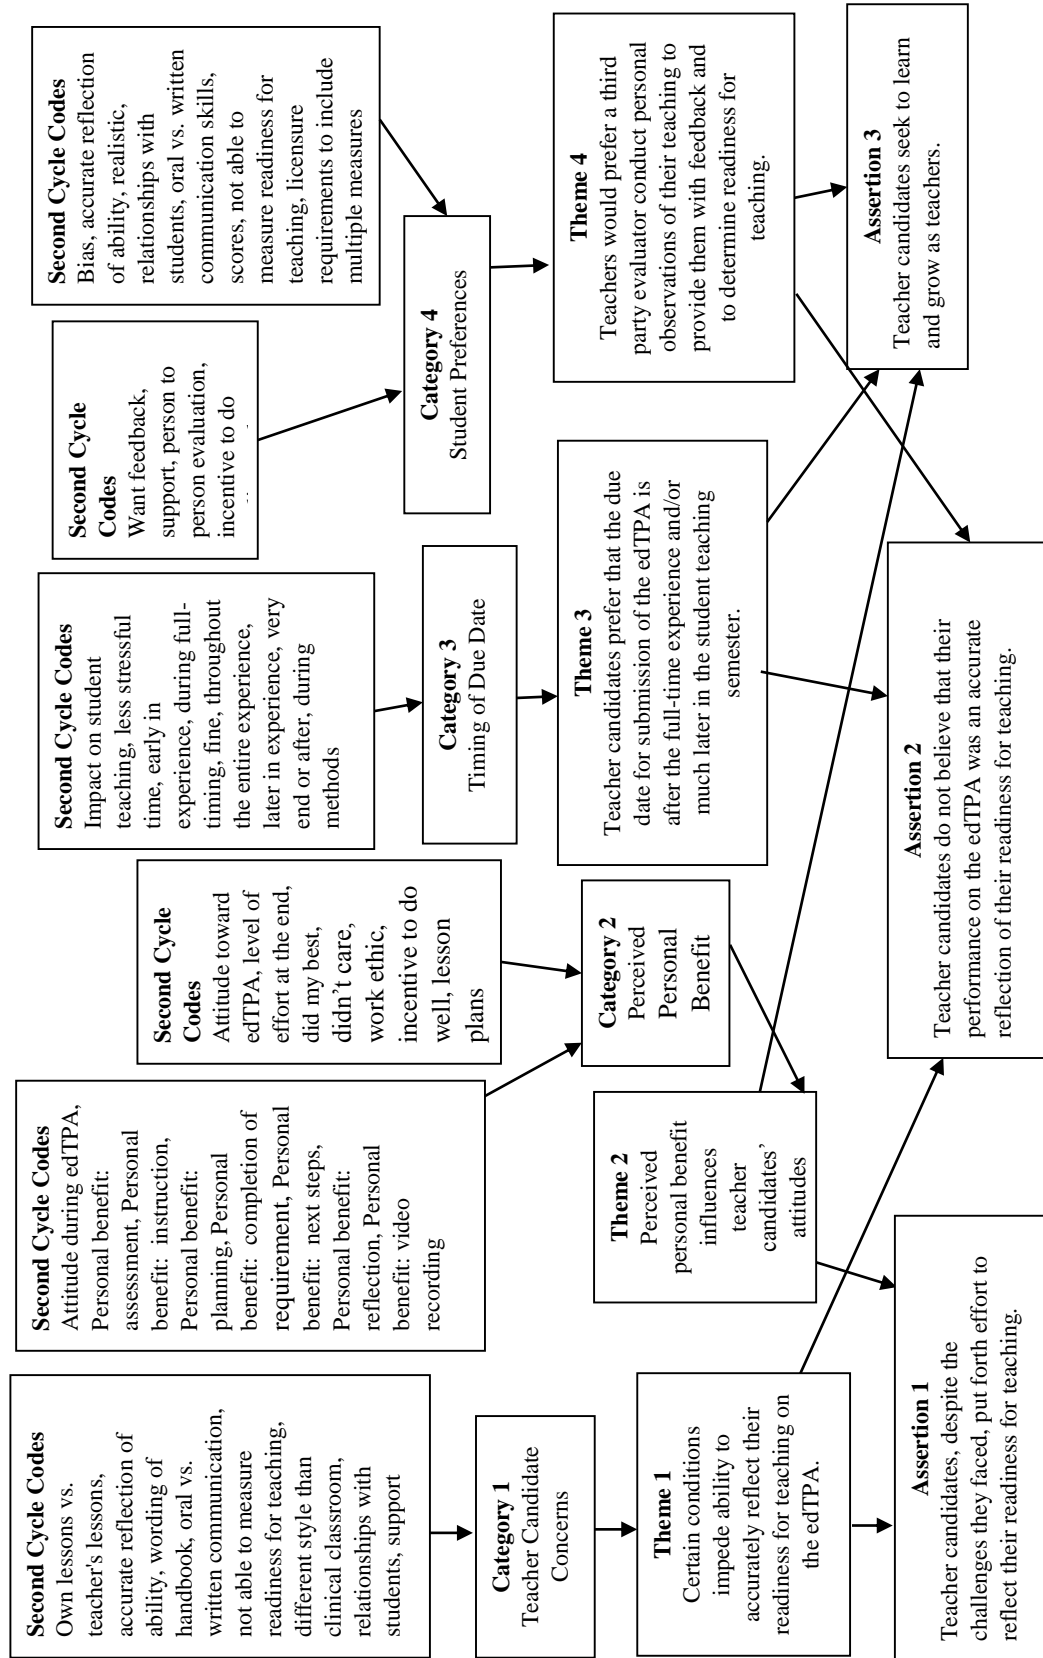 Second Cycle Codes
Own lessons vs.
teacher's lessons,
accurate reflection of
ability, wording of
handbook, oral vs.
written communication,
not able to measure
readiness for teaching,
different style than
clinical classroom,
relationships with
students, support
Second Cycle Codes
Attitude during edTPA,
Personal benefit:
assessment, Personal
benefit: instruction,
Personal benefit:
planning, Personal
benefit: completion of
requirement, Personal
benefit: next steps,
Personal benefit:
reflection, Personal
benefit: video
recording
Second Cycle
Codes
Attitude toward
edTPA, level of
effort at the end,
did my best,
didn't care,
work ethic,
incentive to do
well, lesson
plans
Second Cycle Codes
Impact on student
teaching, less stressful
time, early in
experience, during full-
timing, fine, throughout
the entire experience,
later in experience, very
end or after, during
methods
Second Cycle
Codes
Want feedback,
support, person to
person evaluation,
incentive to do
Second Cycle Codes
Bias, accurate reflection
of ability, realistic,
relationships with
students, oral vs. written
communication skills,
scores, not able to
measure readiness for
teaching, licensure
requirements to include
multiple measures
Category 1
Teacher Candidate
Concerns
Category 2
Perceived
Personal
Benefit
Category 3
Timing of Due Date
Category 4
Student Preferences
Theme 1
Certain conditions
impede ability to
accurately reflect their
readiness for teaching on
the edTPA.
Theme 2
Perceived
personal benefit
influences
teacher
candidates'
attitudes
Theme 3
Teacher candidates prefer that the due
date for submission of the edTPA is
after the full-time experience and/or
much later in the student teaching
semester.
Theme 4
Teachers would prefer a third
party evaluator conduct personal
observations of their teaching to
provide them with feedback and
to determine readiness for
teaching.
Assertion 1
Teacher candidates, despite the
challenges they faced, put forth effort to
reflect their readiness for teaching.
Assertion 2
Teacher candidates do not believe that their
performance on the edTPA was an accurate
reflection of their readiness for teaching.
Assertion 3
Teacher candidates seek to learn
and grow as teachers.